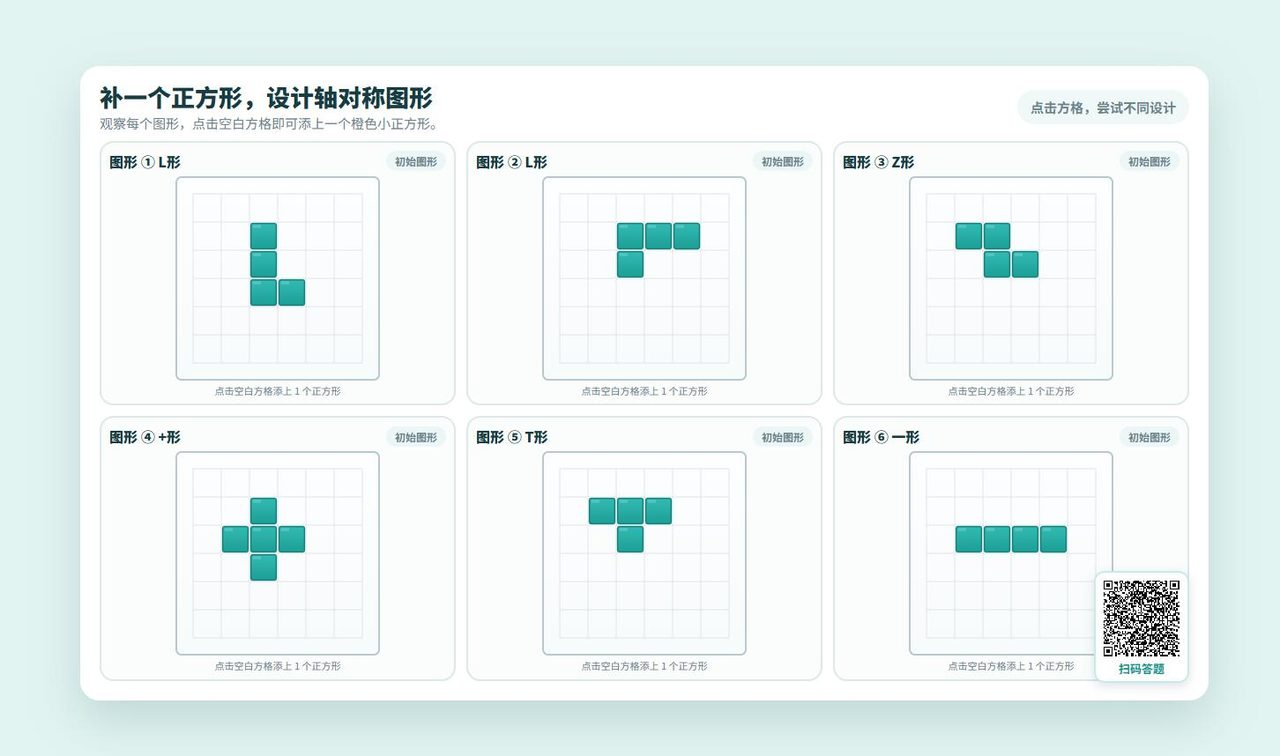 补一个正方形，设计轴对称图形
观察每个图形，点击空白方格即可添上一个橙色小正方形。
点击方格，尝试不同设计
图形 ① L形
初始图形
点击空白方格添上 1 个正方形
图形 ② L形
初始图形
点击空白方格添上 1 个正方形
图形 ③ Z形
初始图形
点击空白方格添上 1 个正方形
图形 ④ +形
初始图形
点击空白方格添上 1 个正方形
图形 ⑤ T形
初始图形
点击空白方格添上 1 个正方形
图形 ⑥ 一形
初始图形
点击空白方格添上 1 个正方形
扫码答题